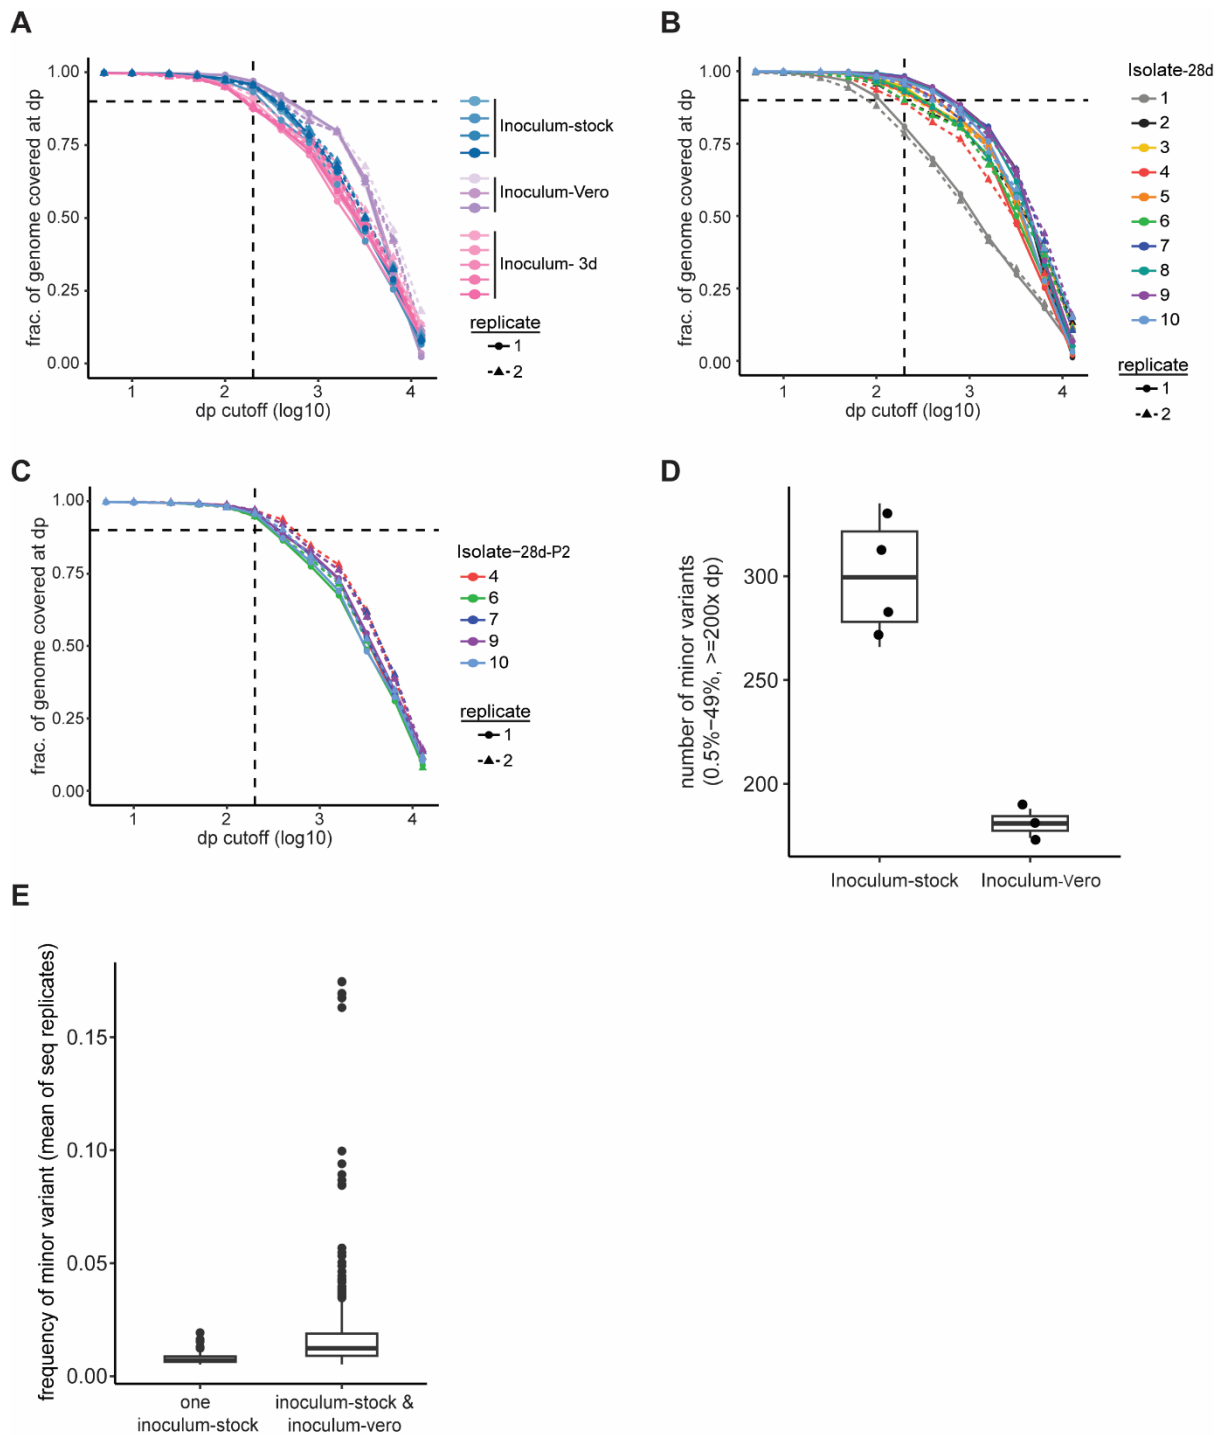 A
frac. of genome covered at dp
1.00
0.75
0.50
0.25
0.00
1
2
3
4
dp cutoff (log10)
Inoculum-stock
Inoculum-Vero
Inoculum- 3d
replicate
1
2
B
frac. of genome covered at dp
1.00
0.75
0.50
0.25
0.00
1
2
3
4
dp cutoff (log10)
Isolate-28d
1
2
3
4
5
6
7
8
9
10
replicate
1
2
C
frac. of genome covered at dp
1.00
0.75
0.50
0.25
0.00
1
2
3
4
dp cutoff (log10)
Isolate-28d-P2
4
6
7
9
10
replicate
1
2
D
number of minor variants
(0.5%-49%, >=200x dp)
300
250
200
Inoculum-stock
Inoculum-Vero
E
frequency of minor variant (mean of seq replicates)
0.15
0.10
0.05
0.00
one
inoculum-stock
inoculum-stock &
inoculum-vero